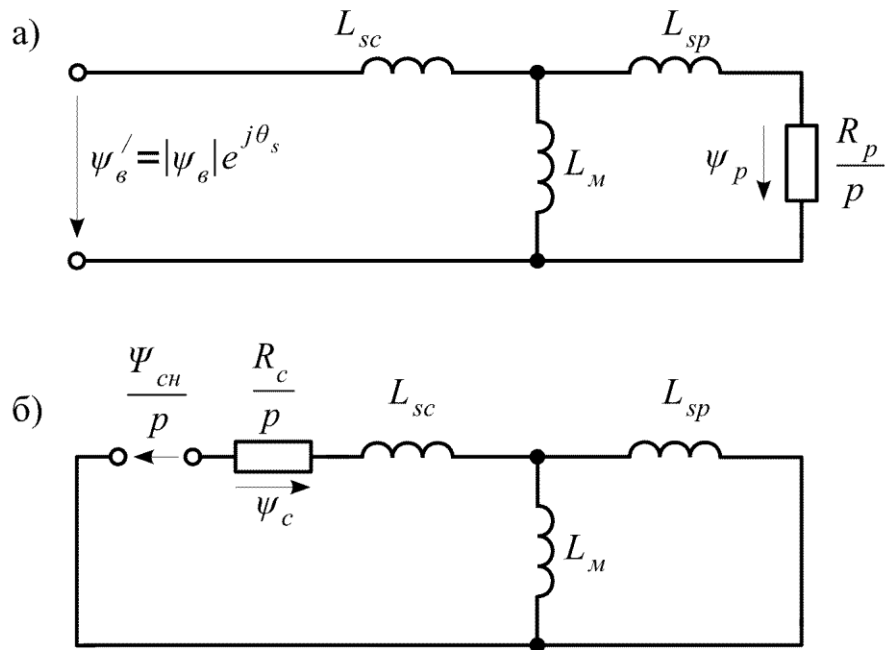 а)
L_sc
L_sp
ψ_в′=|ψ_в|e^jθ_s
L_м
ψ_p
R_p
p
б)
Ψ_сн
p
R_c
p
L_sc
L_sp
ψ_c
L_м